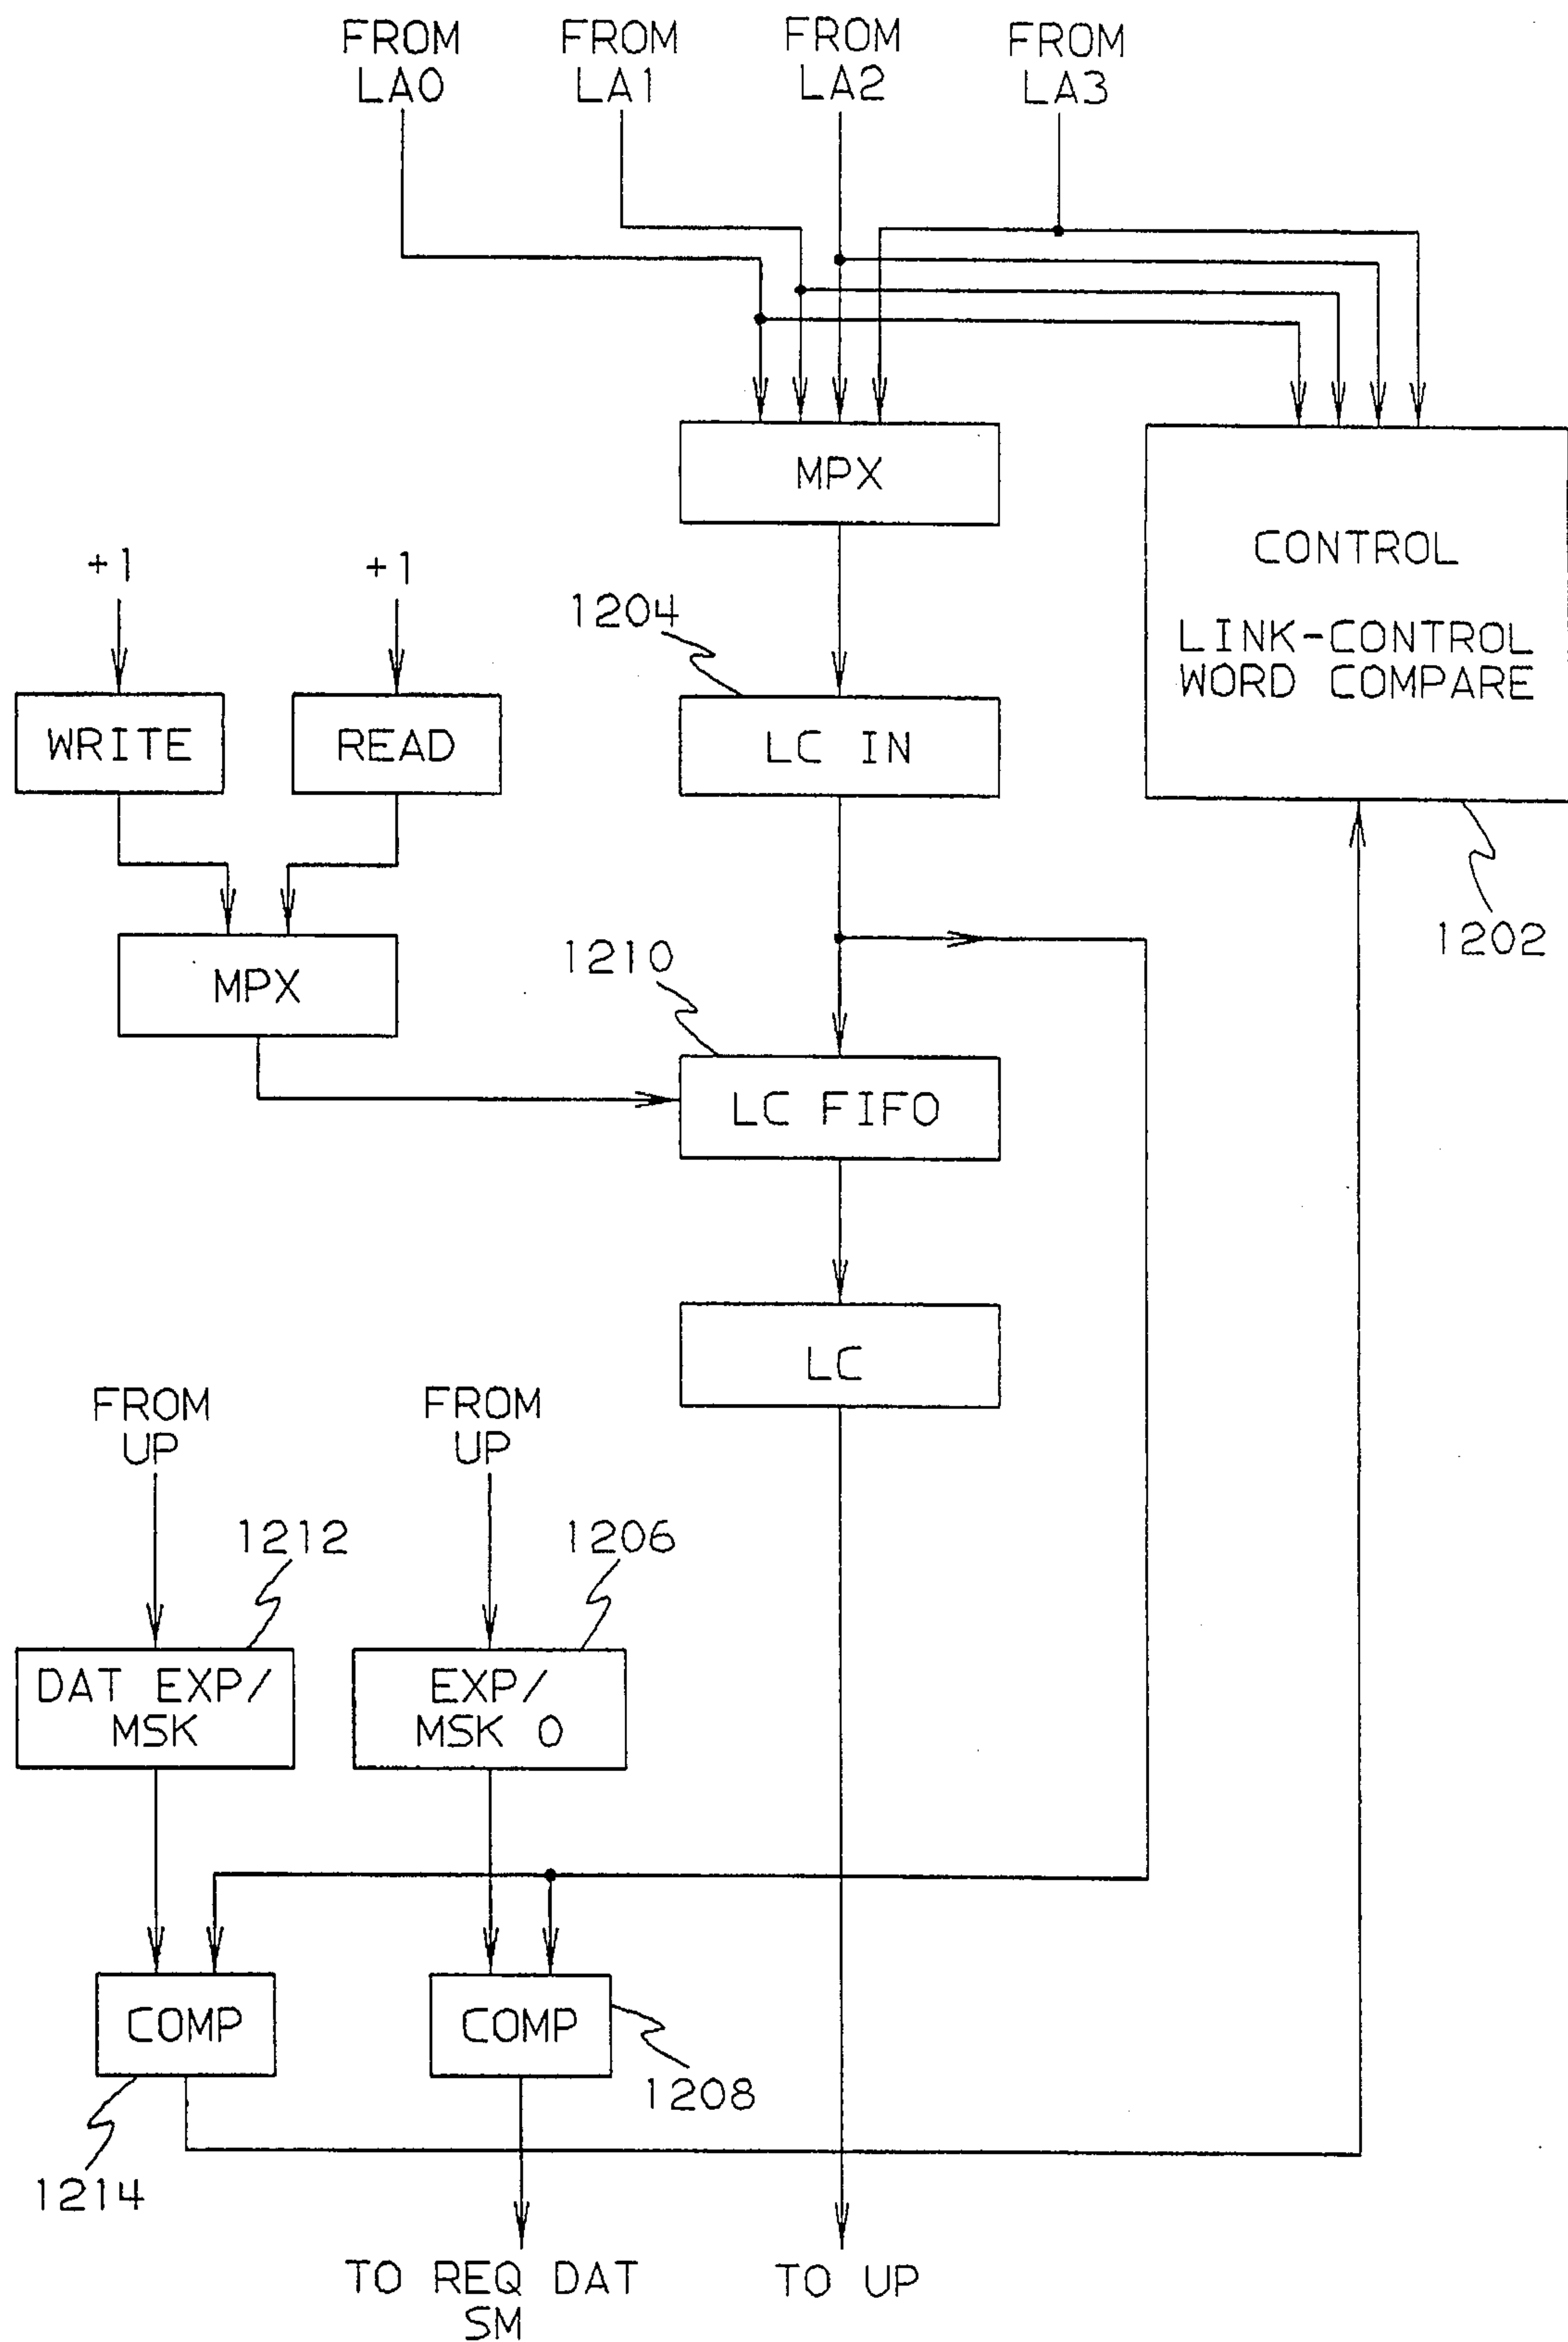 FROM
LA0
FROM
LA1
FROM
LA2
FROM
LA3
MPX
CONTROL
LINK-CONTROL
WORD COMPARE
1202
+1
+1
WRITE
READ
1204
LC IN
MPX
1210
LC FIFO
LC
FROM
UP
FROM
UP
1212
1206
DAT EXP/
MSK
EXP/
MSK 0
COMP
COMP
1208
1214
TO REQ DAT
SM
TO UP